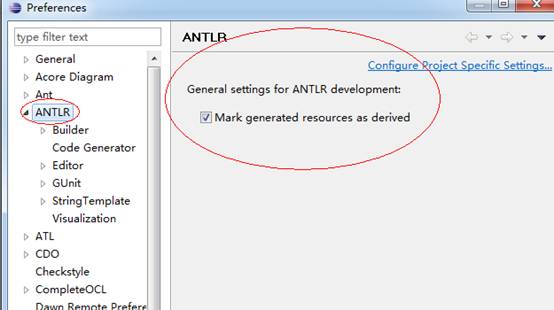 Preferences
type filter text
General
Acore Diagram
Ant
ANTLR
Builder
Code Generator
Editor
GUnit
StringTemplate
Visualization
ATL
CDO
Checkstyle
CompleteOCL
Dawn Remote Prefere
ANTLR
Configure Project Specific Settings...
General settings for ANTLR development:
Mark generated resources as derived